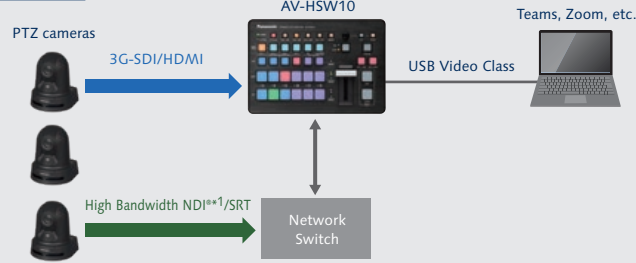 AV-HSW10
Teams, Zoom, etc.
PTZ cameras
3G-SDI/HDMI
USB Video Class
High Bandwidth NDI®*1/SRT
Network
Switch
Panasonic